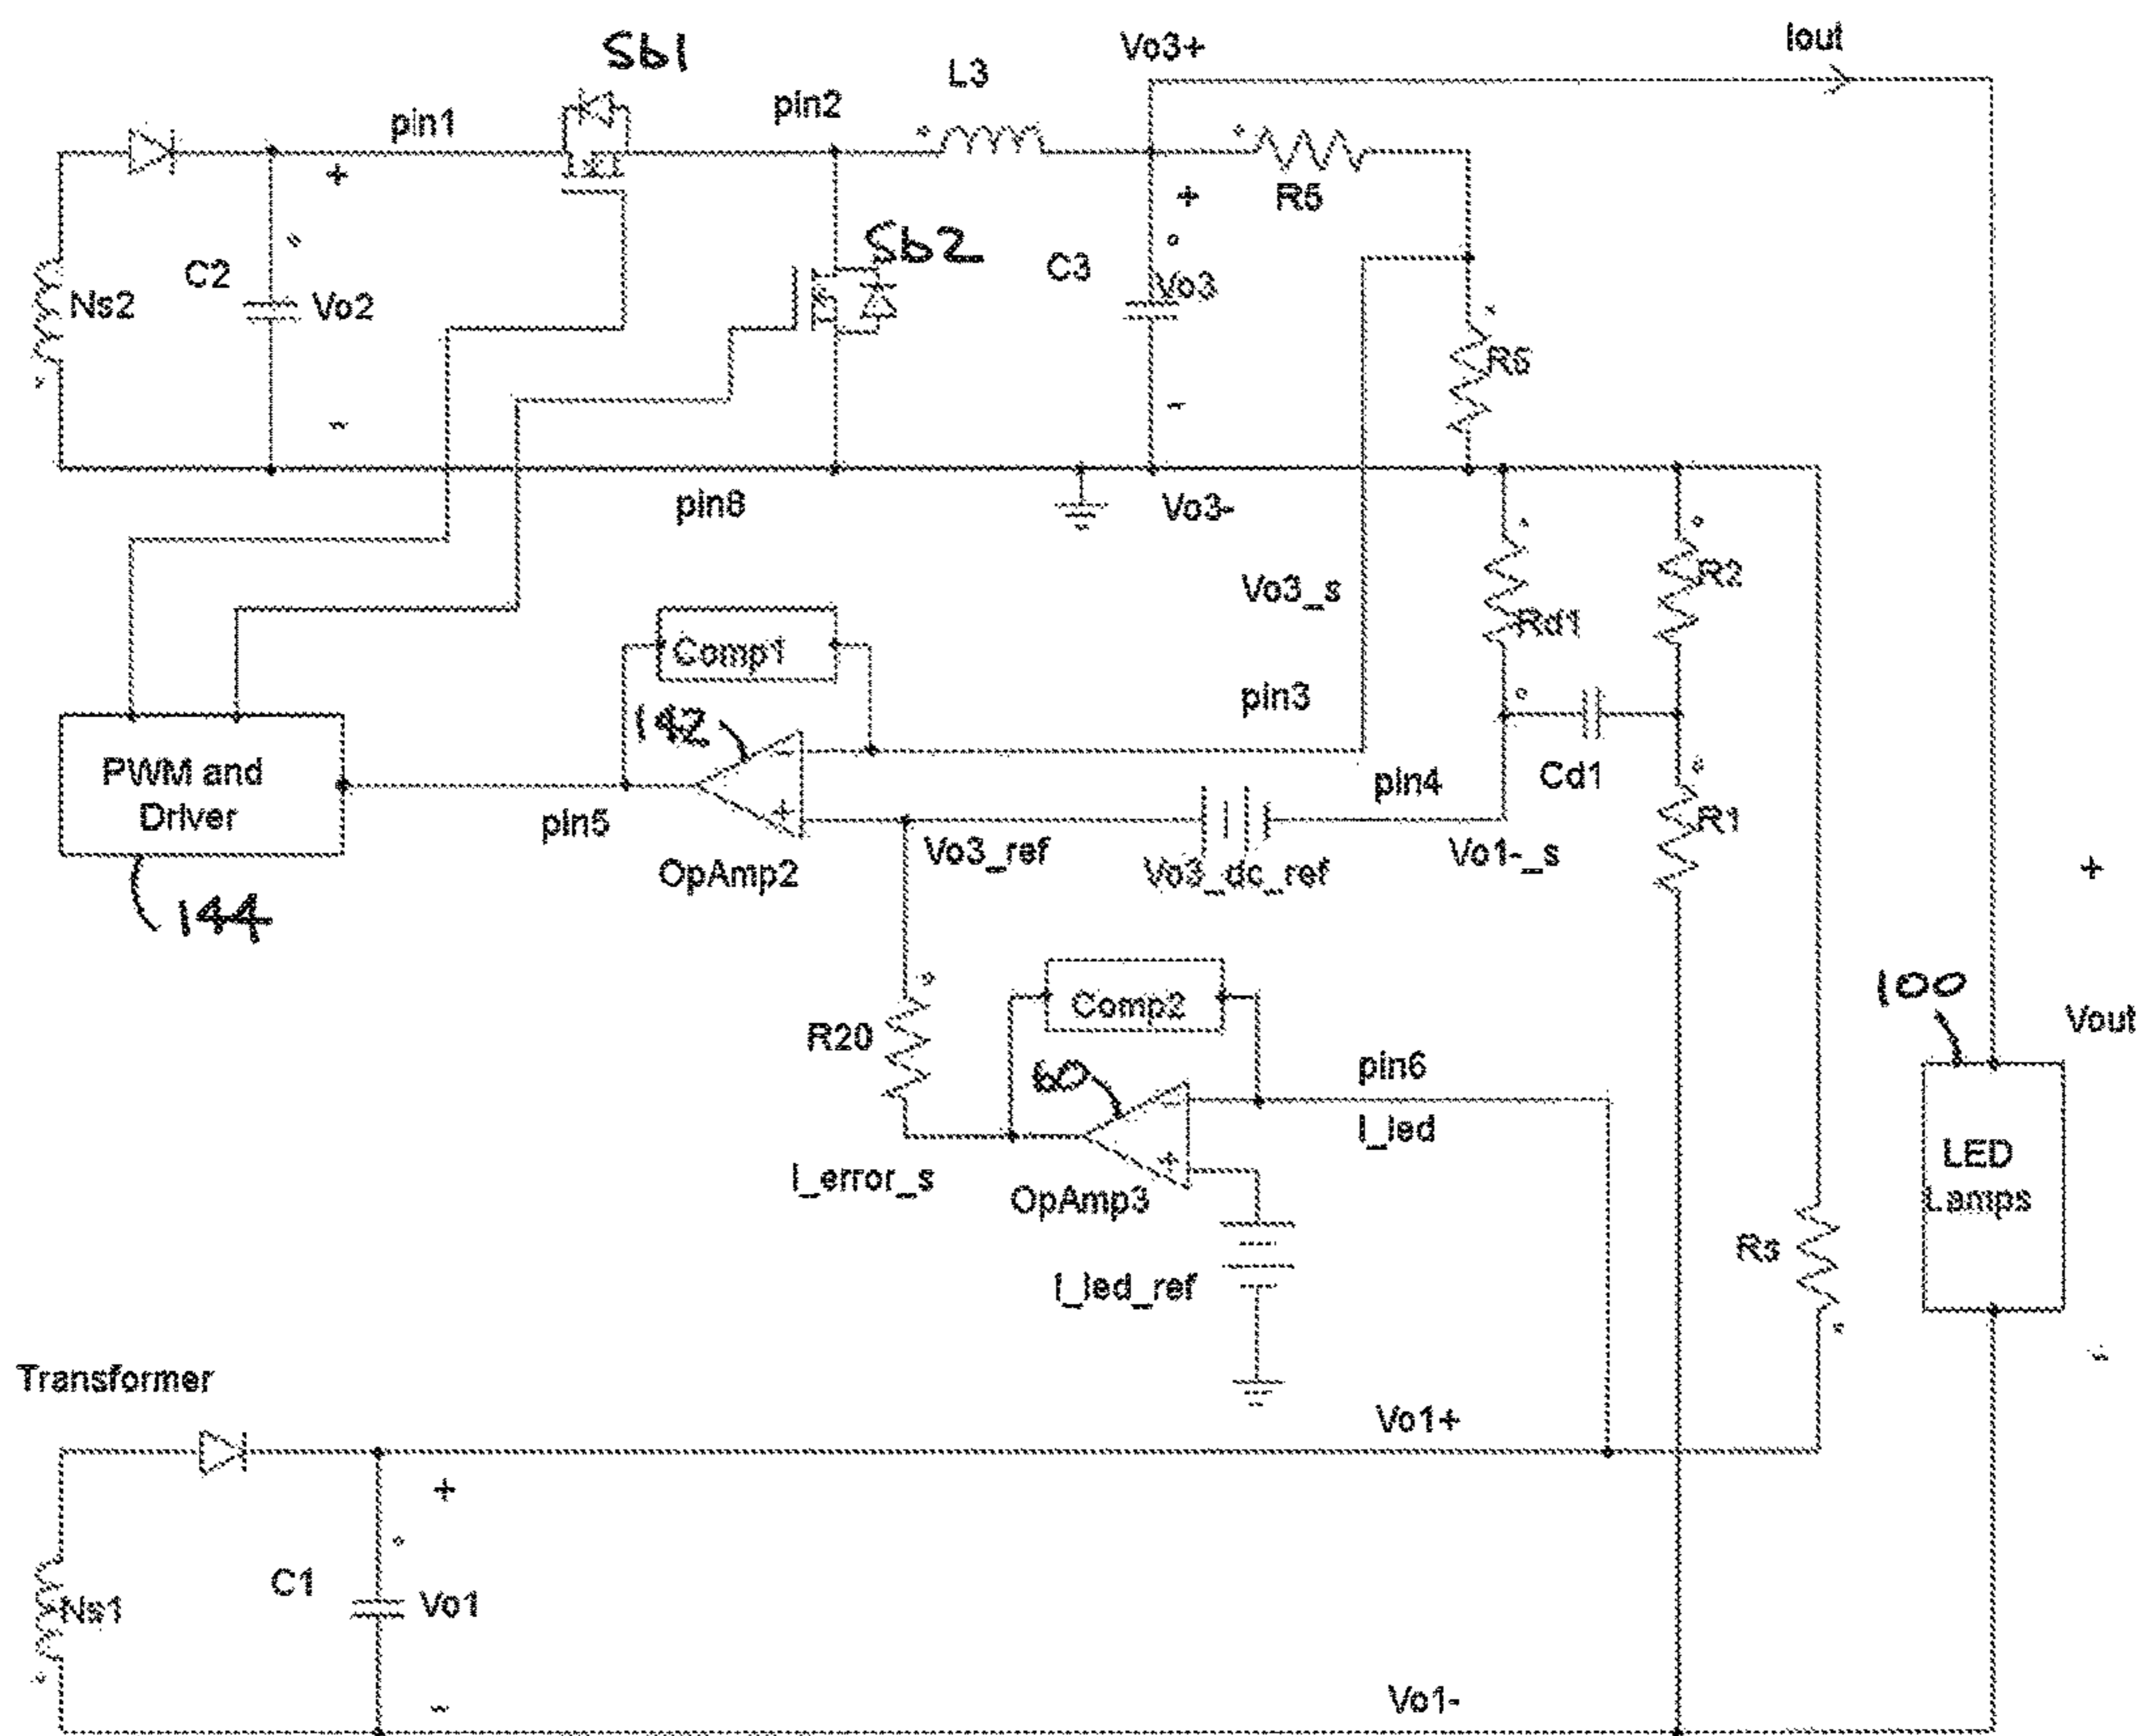 Sb1
Vo3+
Iout
L3
pin2
pin1
+
+
R5
Sb2
C2
Vo2
Ns2
C3
Vo3
R5
-
-
pin8
Vo3-
Vo3_s
R2
Rd1
Comp1
pin3
142
-
PWM and
Driver
pin4
Cd1
pin5
+
R1
OpAmp2
Vo3_ref
Vo3_dc_ref
Vo1-_s
+
144
100
Comp2
Vout
R20
pin6
60
-
I_led
LED
Lamps
+
I_error_s
OpAmp3
Rs
I_led_ref
-
Transformer
Vo1+
+
C1
Vo1
Ns1
-
Vo1-